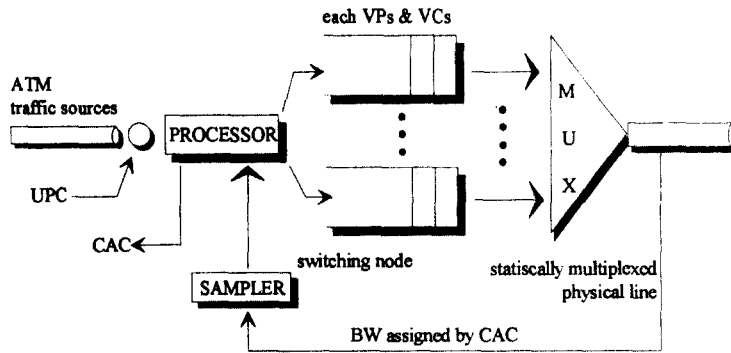 each VPs & VCs
ATM
traffic sources
PROCESSOR
M
U
X
UPC
CAC
switching node
SAMPLER
statiscally multiplexed
physical line
BW assigned by CAC